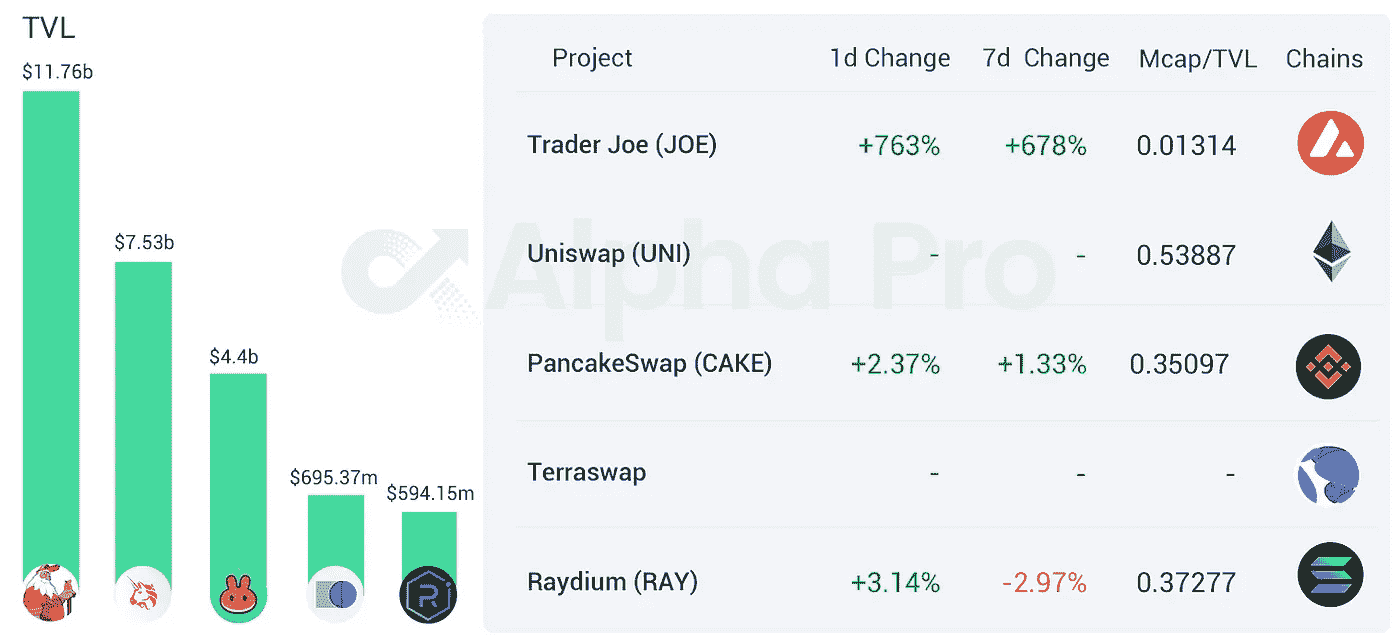 TVL
$11.76b
$7.53b
$4.4b
$695.37m
$594.15m
Project 1d Change 7d Change Mcap/TVL Chains
Trader Joe (JOE) +763% +678% 0.01314
Uniswap (UNI) - - 0.53887
PancakeSwap (CAKE) +2.37% +1.33% 0.35097
Terraswap - - -
Raydium (RAY) +3.14% -2.97% 0.37277
Alpha Pro
R